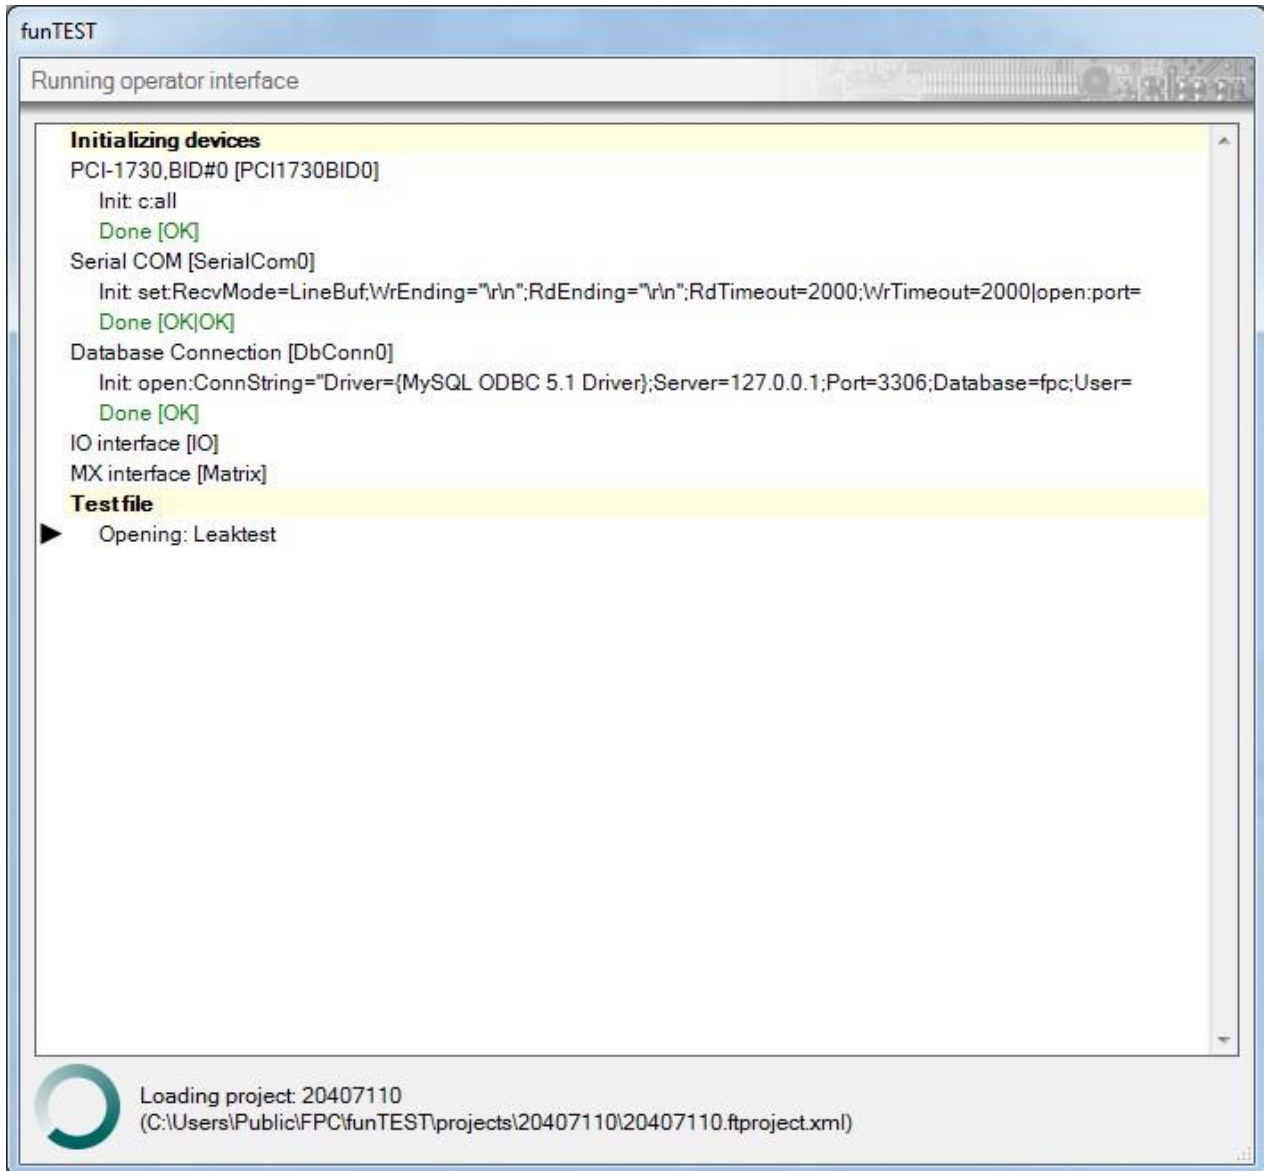 funTEST
Running operator interface
Initializing devices
PCI-1730,BID#0 [PCI1730BID0]
Init: c:all
Done [OK]
Serial COM [SerialCom0]
Init: set:RecvMode=LineBuf;WrEnding="\r\n";RdEnding="\r\n";RdTimeout=2000;WrTimeout=2000|open:port=
Done [OK|OK]
Database Connection [DbConn0]
Init: open:ConnString="Driver={MySQL ODBC 5.1 Driver};Server=127.0.0.1;Port=3306;Database=fpc;User=
Done [OK]
IO interface [IO]
MX interface [Matrix]
Test file
Opening: Leaktest
Loading project: 20407110
(C:\Users\Public\FPC\funTEST\projects\20407110\20407110.ftproject.xml)